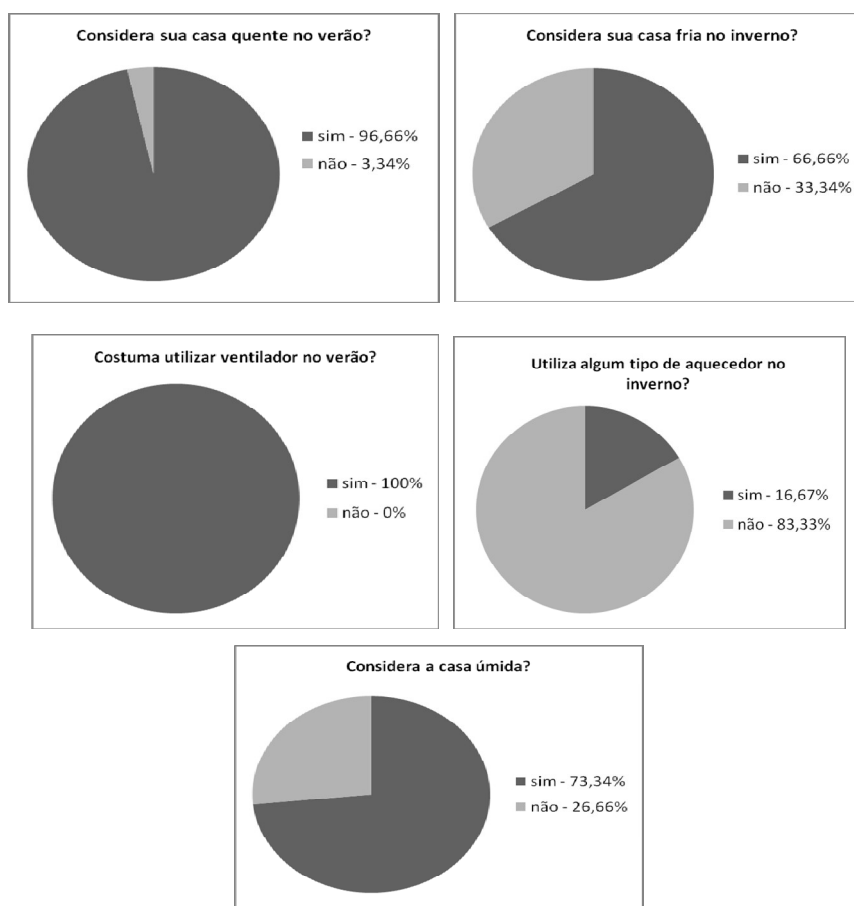 Considera sua casa quente no verão?
sim - 96,66%
não - 3,34%
Considera sua casa fria no inverno?
sim - 66,66%
não - 33,34%
Costuma utilizar ventilador no verão?
sim - 100%
não - 0%
Utiliza algum tipo de aquecedor no
inverno?
sim - 16,67%
não - 83,33%
Considera a casa úmida?
sim - 73,34%
não - 26,66%